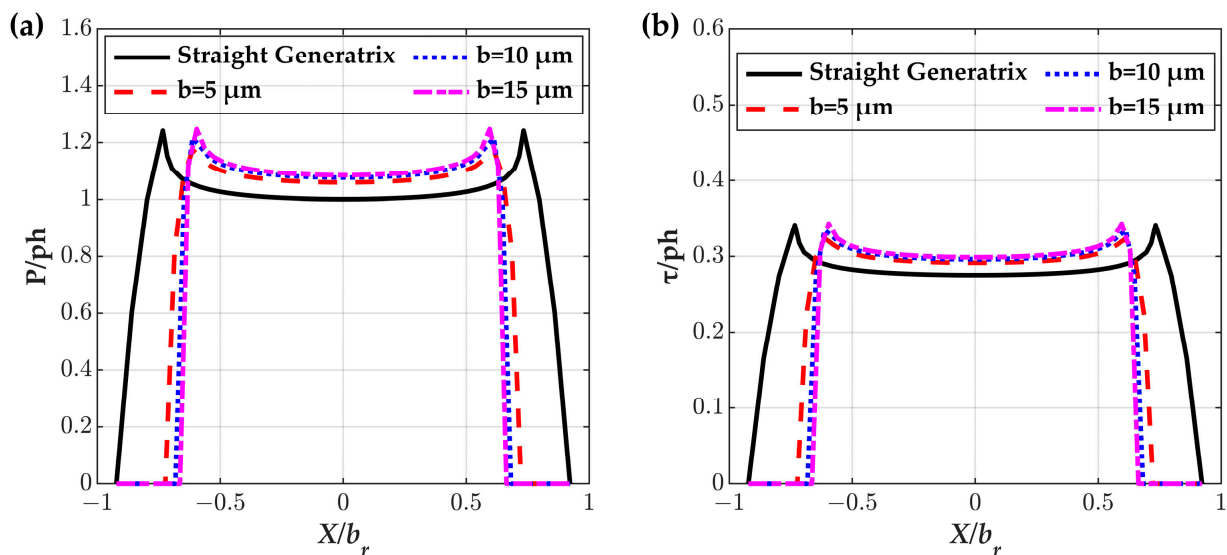 (a)
1.6
1.4
1.2
1
0.8
0.6
0.4
0.2
0
P/ph
Straight Generatrix
b=5 μm
b=10 μm
b=15 μm
−1
−0.5
0
0.5
1
X/b_r
(b)
0.6
0.5
0.4
0.3
0.2
0.1
0
τ/ph
Straight Generatrix
b=5 μm
b=10 μm
b=15 μm
−1
−0.5
0
0.5
1
X/b_r